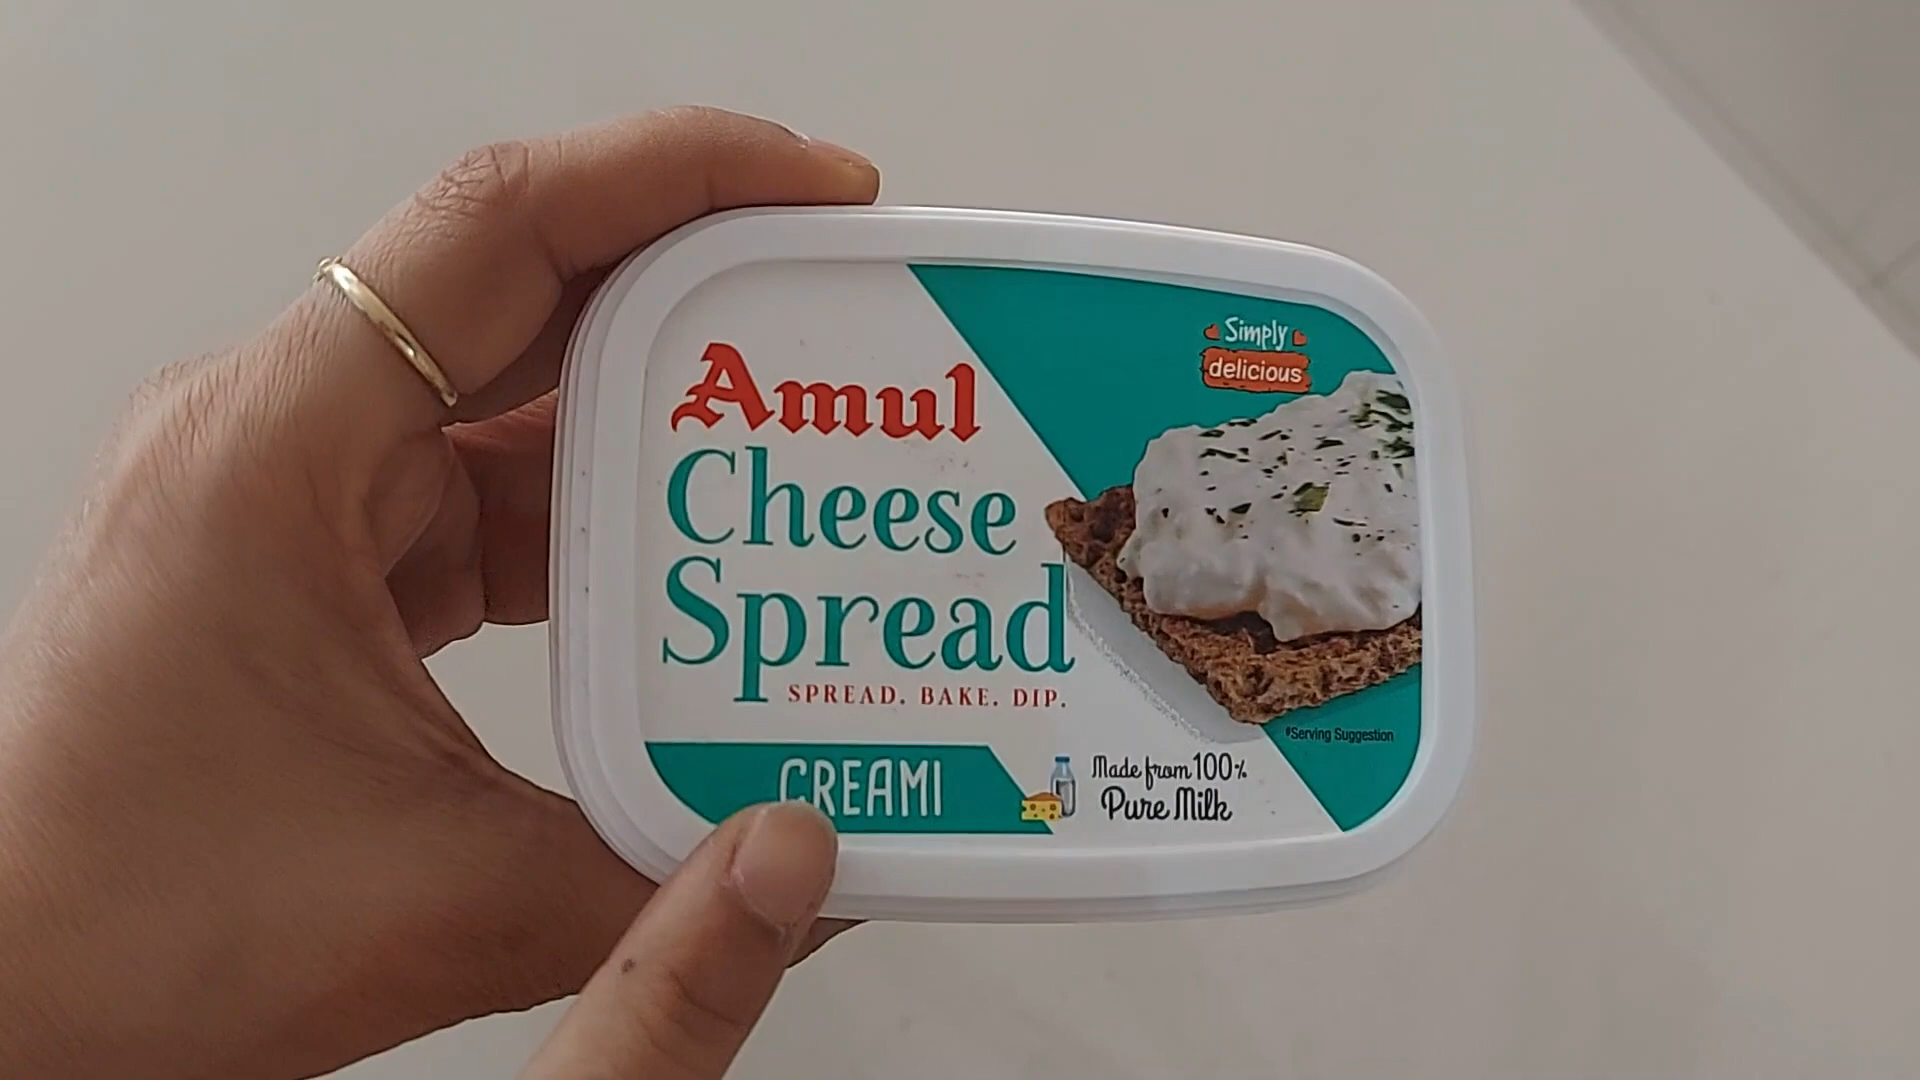 Amul
Cheese
Spread
SPREAD. BAKE. DIP.
CREAMI
Made from 100%
Pure Milk
Simply
delicious
#Serving Suggestion